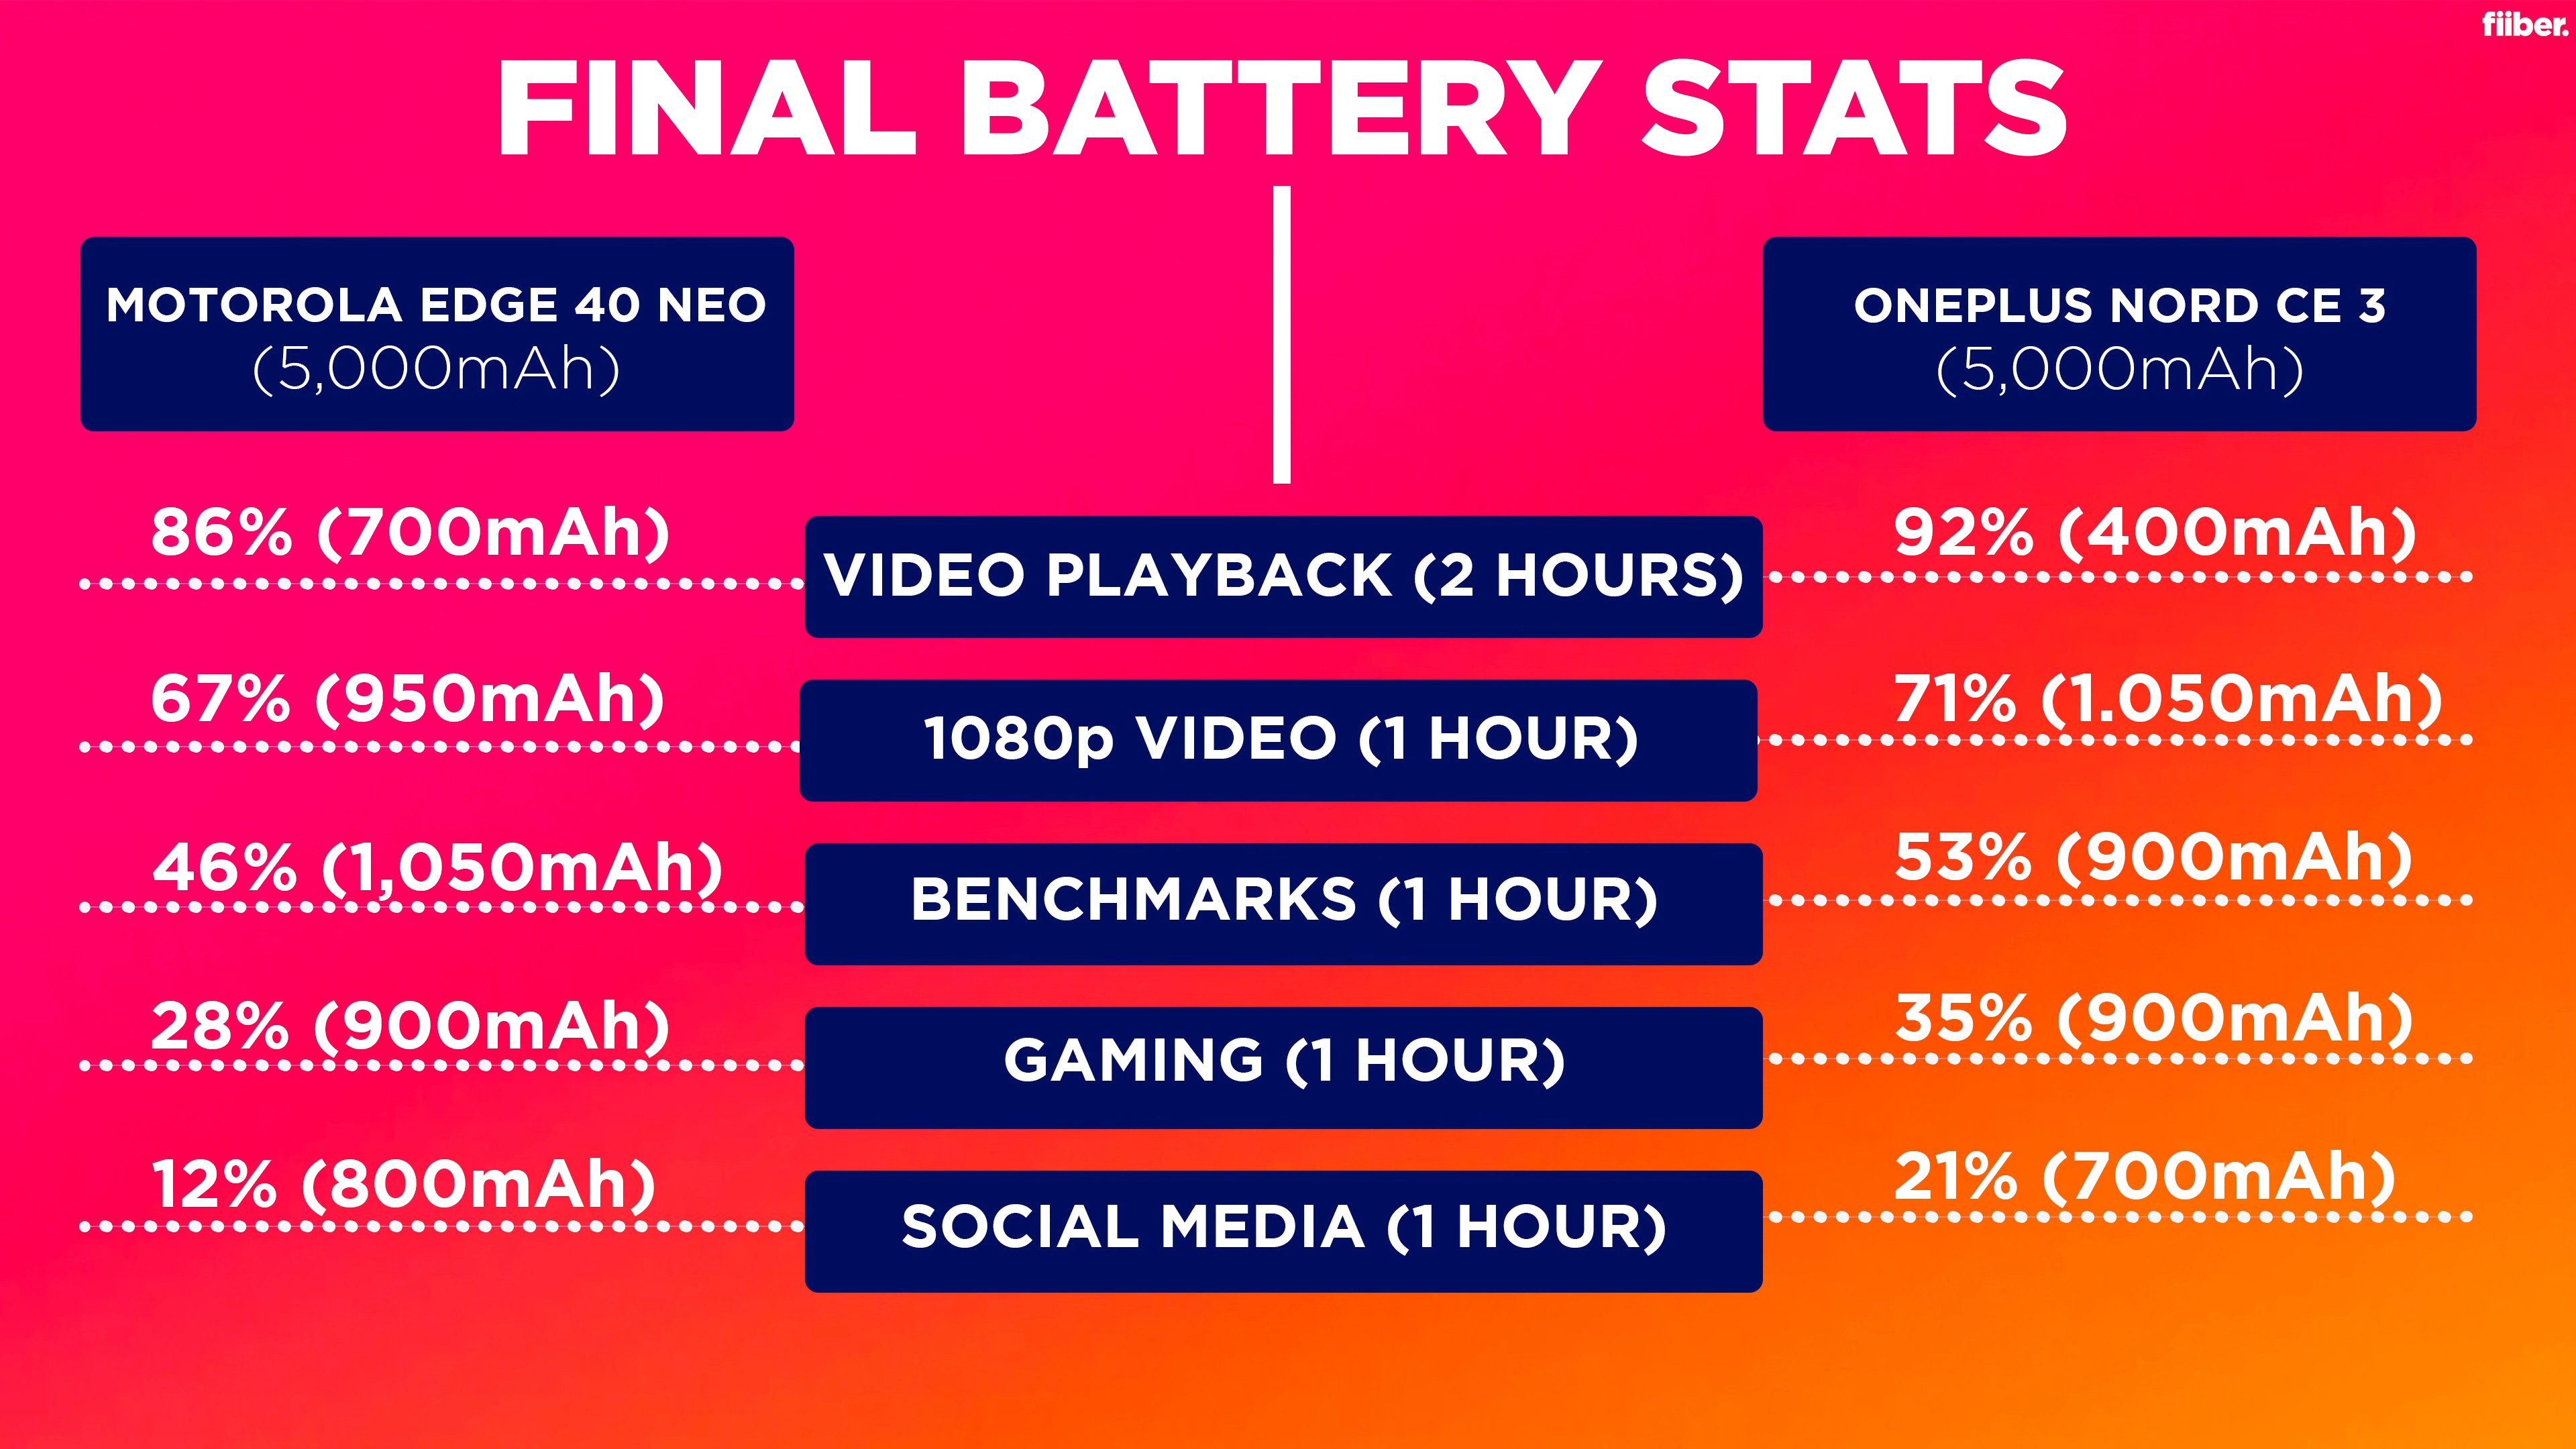 fiiber.
FINAL BATTERY STATS
MOTOROLA EDGE 40 NEO
(5,000mAh)
ONEPLUS NORD CE 3
(5,000mAh)
86% (700mAh)
VIDEO PLAYBACK (2 HOURS)
92% (400mAh)
67% (950mAh)
1080p VIDEO (1 HOUR)
71% (1.050mAh)
46% (1,050mAh)
BENCHMARKS (1 HOUR)
53% (900mAh)
28% (900mAh)
GAMING (1 HOUR)
35% (900mAh)
12% (800mAh)
SOCIAL MEDIA (1 HOUR)
21% (700mAh)